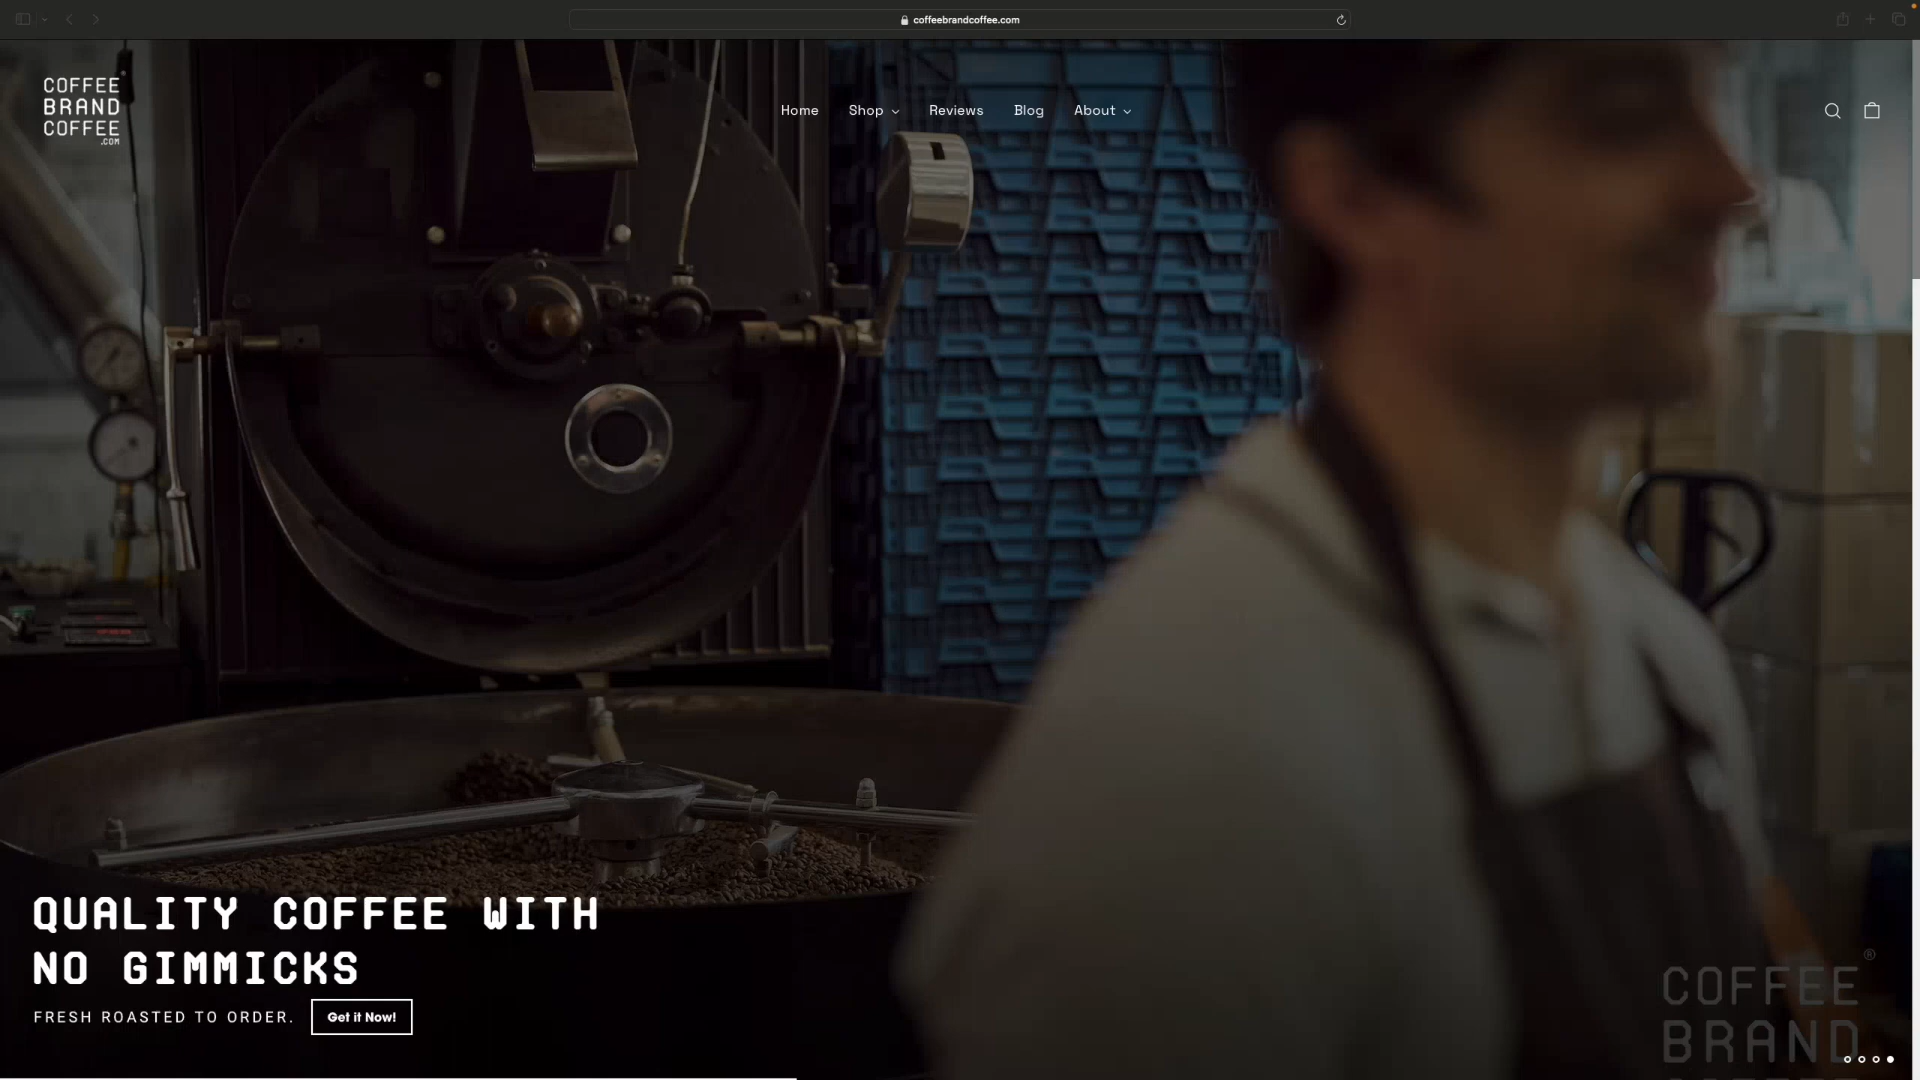 coffeebrandcoffee.com
COFFEE
BRAND
COFFEE
.COM
Home
Shop
Reviews
Blog
About
QUALITY COFFEE WITH
NO GIMMICKS
FRESH ROASTED TO ORDER.
Get it Now!
COFFEE®
BRAND